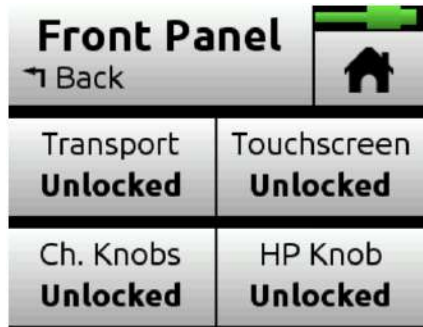 Front Panel
Back
Transport
Unlocked
Touchscreen
Unlocked
Ch. Knobs
Unlocked
HP Knob
Unlocked